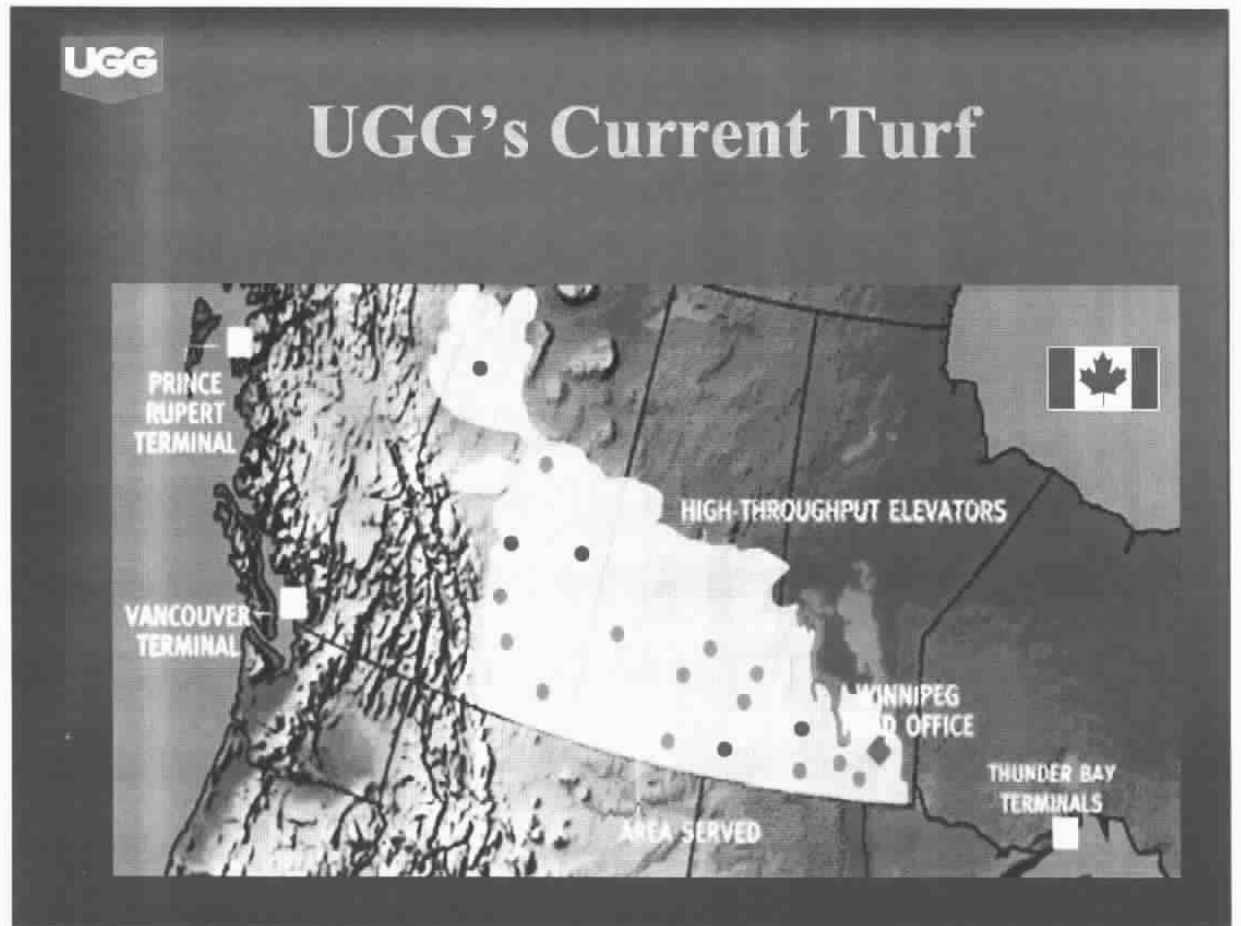 UGG
UGG's Current Turf
PRINCE
RUPERT
TERMINAL
HIGH-THROUGHPUT ELEVATORS
VANCOUVER
TERMINAL
WINNIPEG
OFFICE
THUNDER BAY
TERMINALS
AREA SERVED